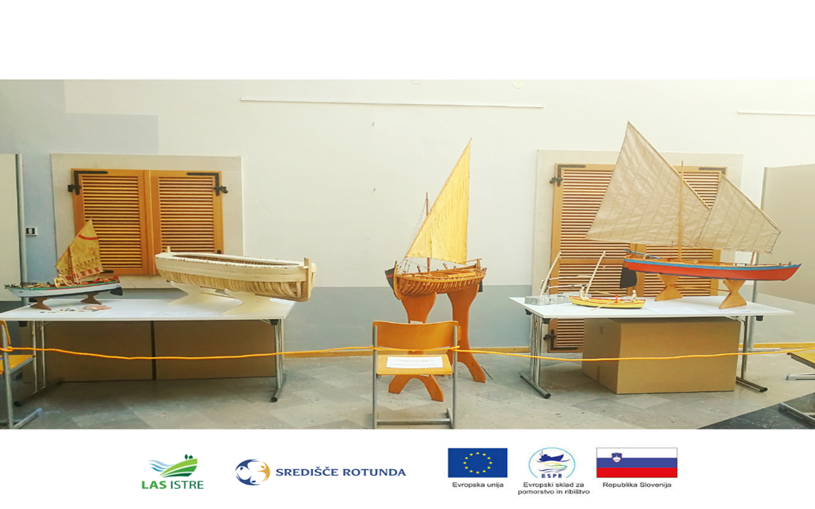 LAS ISTRE
SREDIŠČE ROTUNDA
Evropska unija
ESPR
Evropski sklad za
pomorstvo in ribištvo
Republika Slovenija